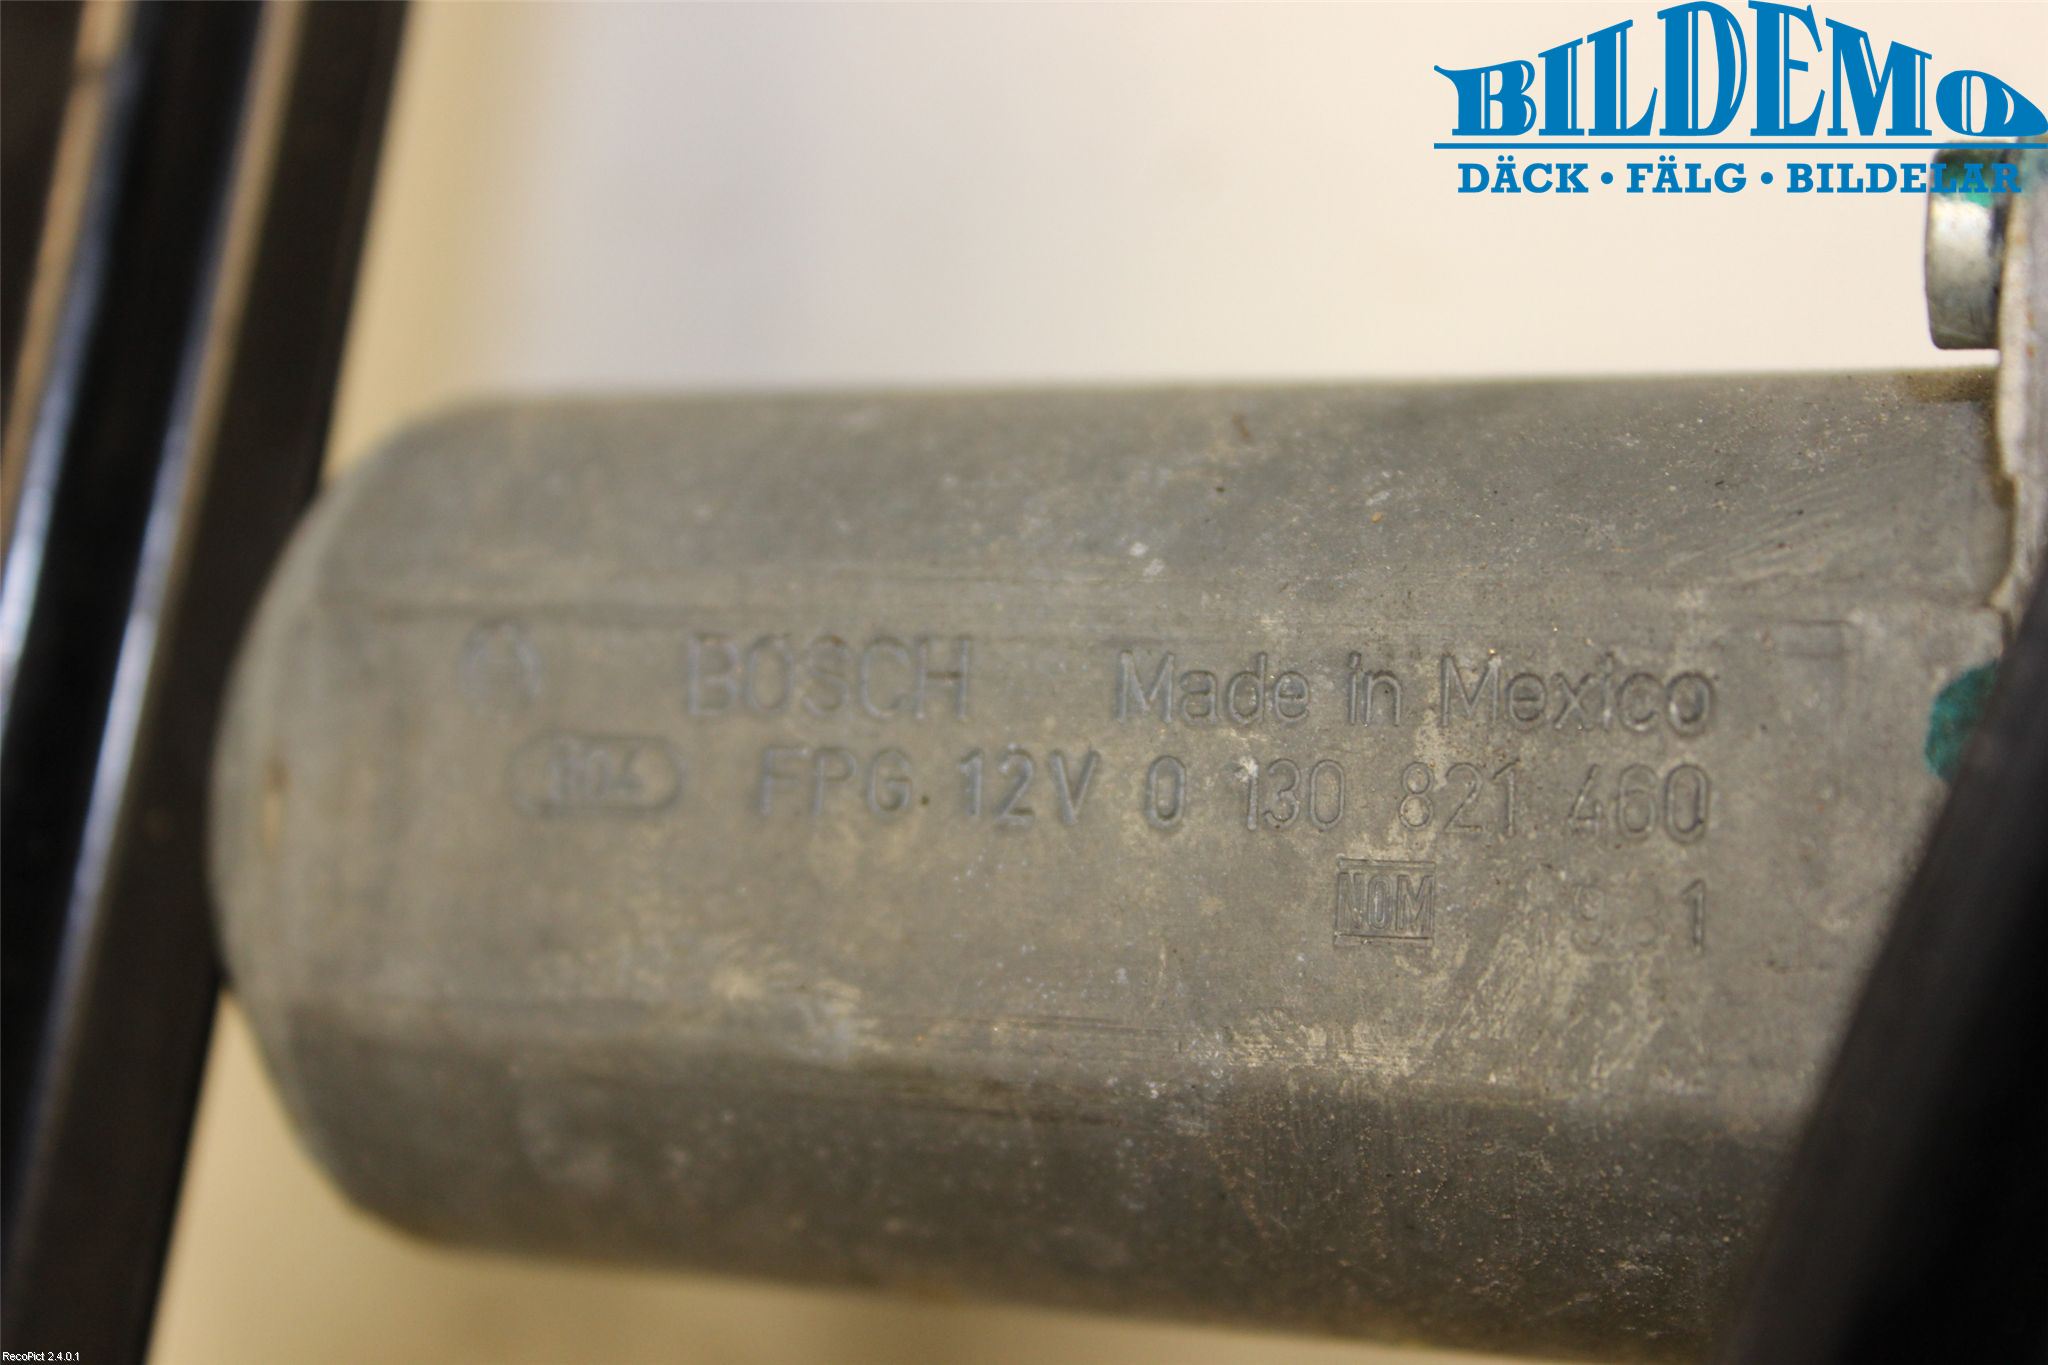 BILDEMO
DÄCK • FÄLG • BILDELAR
BOSCH Made in Mexico
FPG 12V 0 130 821 460
NOM
RecoPict 2.4.0.1